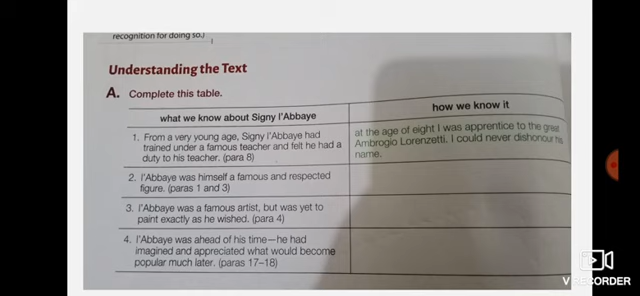 recognition for doing so.)
Understanding the Text
A. Complete this table.
what we know about Signy l'Abbaye
how we know it
1. From a very young age, Signy l'Abbaye had
trained under a famous teacher and felt he had a
duty to his teacher. (para 8)
at the age of eight I was apprentice to the great
Ambrogio Lorenzetti. I could never dishonour his
name.
2. l'Abbaye was himself a famous and respected
figure. (paras 1 and 3)
3. l'Abbaye was a famous artist, but was yet to
paint exactly as he wished. (para 4)
4. l'Abbaye was ahead of his time—he had
imagined and appreciated what would become
popular much later. (paras 17–18)
V RECORDER